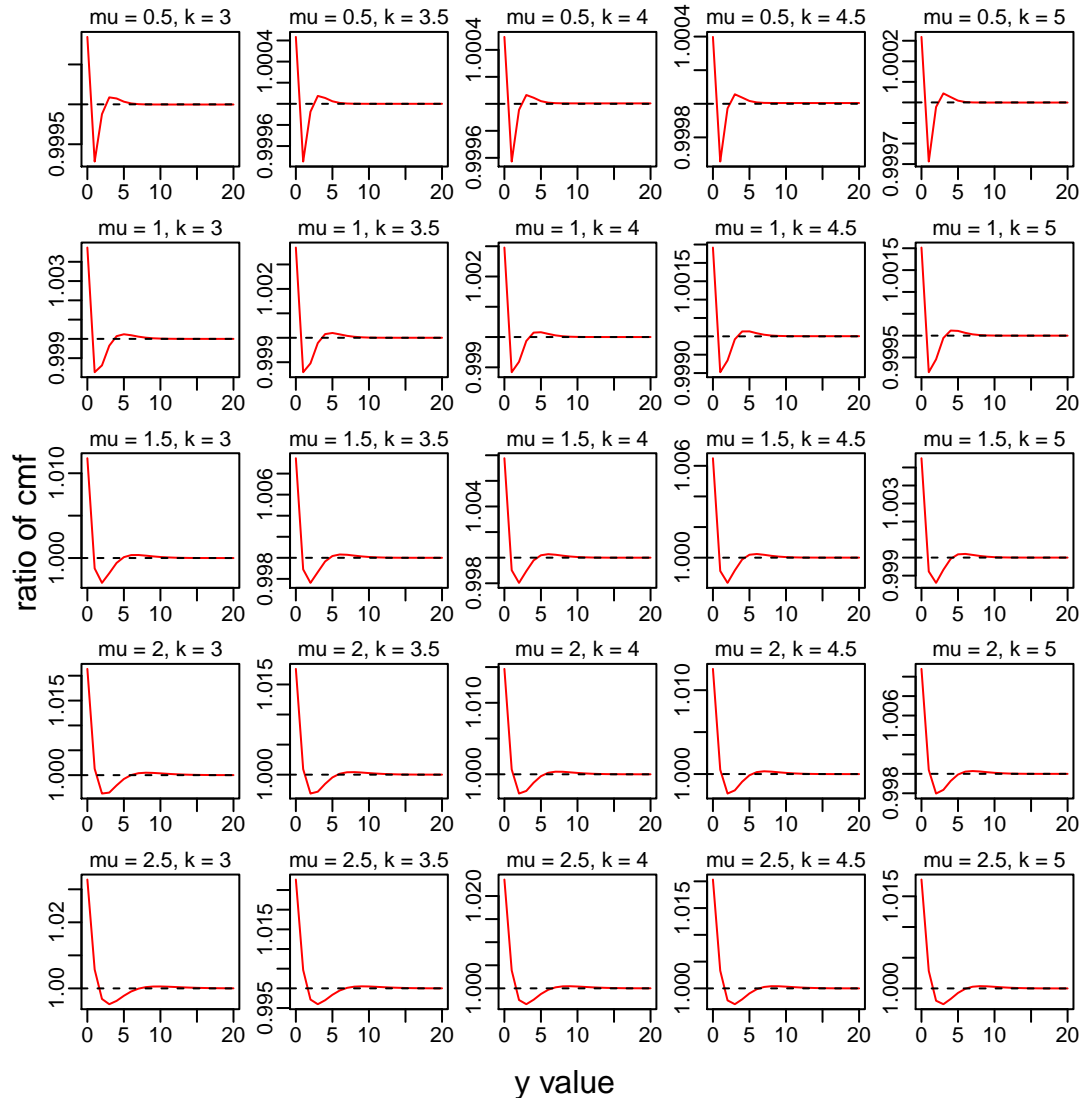 mu = 0.5, k = 3 mu = 0.5, k = 3.5 mu = 0.5, k = 4 mu = 0.5, k = 4.5 mu = 0.5, k = 5
0.9995
0.9996 1.0004
0.9996 1.0004
0.9998 1.0004
0.9997 1.0002
0 5 10 20 0 5 10 20 0 5 10 20 0 5 10 20 0 5 10 20
mu = 1, k = 3 mu = 1, k = 3.5 mu = 1, k = 4 mu = 1, k = 4.5 mu = 1, k = 5
0.999 1.003
0.999 1.002
0.999 1.002
0.9990 1.0015
0.9995 1.0015
0 5 10 20 0 5 10 20 0 5 10 20 0 5 10 20 0 5 10 20
mu = 1.5, k = 3 mu = 1.5, k = 3.5 mu = 1.5, k = 4 mu = 1.5, k = 4.5 mu = 1.5, k = 5
1.000 1.010
0.998 1.006
0.998 1.004
1.000 1.006
0.999 1.003
0 5 10 20 0 5 10 20 0 5 10 20 0 5 10 20 0 5 10 20
ratio of cmf
mu = 2, k = 3 mu = 2, k = 3.5 mu = 2, k = 4 mu = 2, k = 4.5 mu = 2, k = 5
1.000 1.015
1.000 1.015
1.000 1.010
1.000 1.010
0.998 1.006
0 5 10 20 0 5 10 20 0 5 10 20 0 5 10 20 0 5 10 20
mu = 2.5, k = 3 mu = 2.5, k = 3.5 mu = 2.5, k = 4 mu = 2.5, k = 4.5 mu = 2.5, k = 5
1.00 1.02
0.995 1.015
1.000 1.020
1.000 1.015
1.000 1.015
0 5 10 20 0 5 10 20 0 5 10 20 0 5 10 20 0 5 10 20
y value